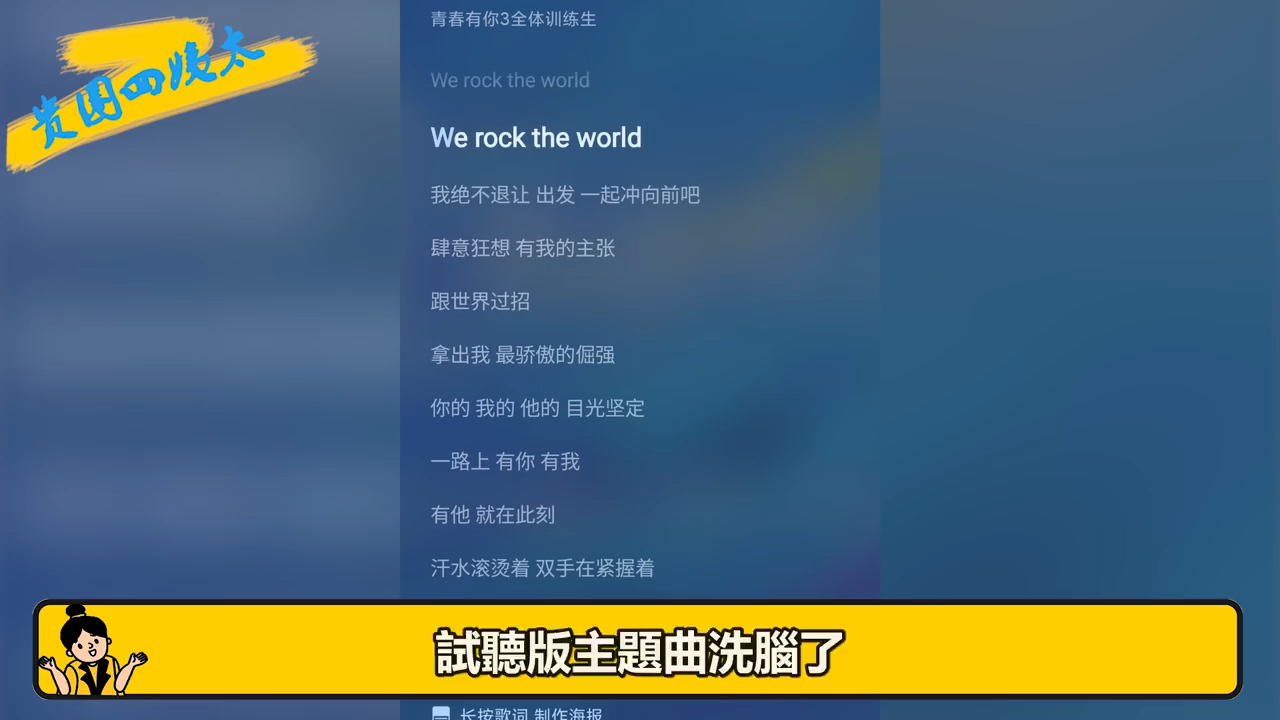 贵圈四姨太
青春有你3全体训练生
We rock the world
We rock the world
我绝不退让 出发 一起冲向前吧
肆意狂想 有我的主张
跟世界过招
拿出我 最骄傲的倔强
你的 我的 他的 目光坚定
一路上 有你 有我
有他 就在此刻
汗水滚烫着 双手在紧握着
試聽版主題曲洗腦了
长按歌词 制作海报